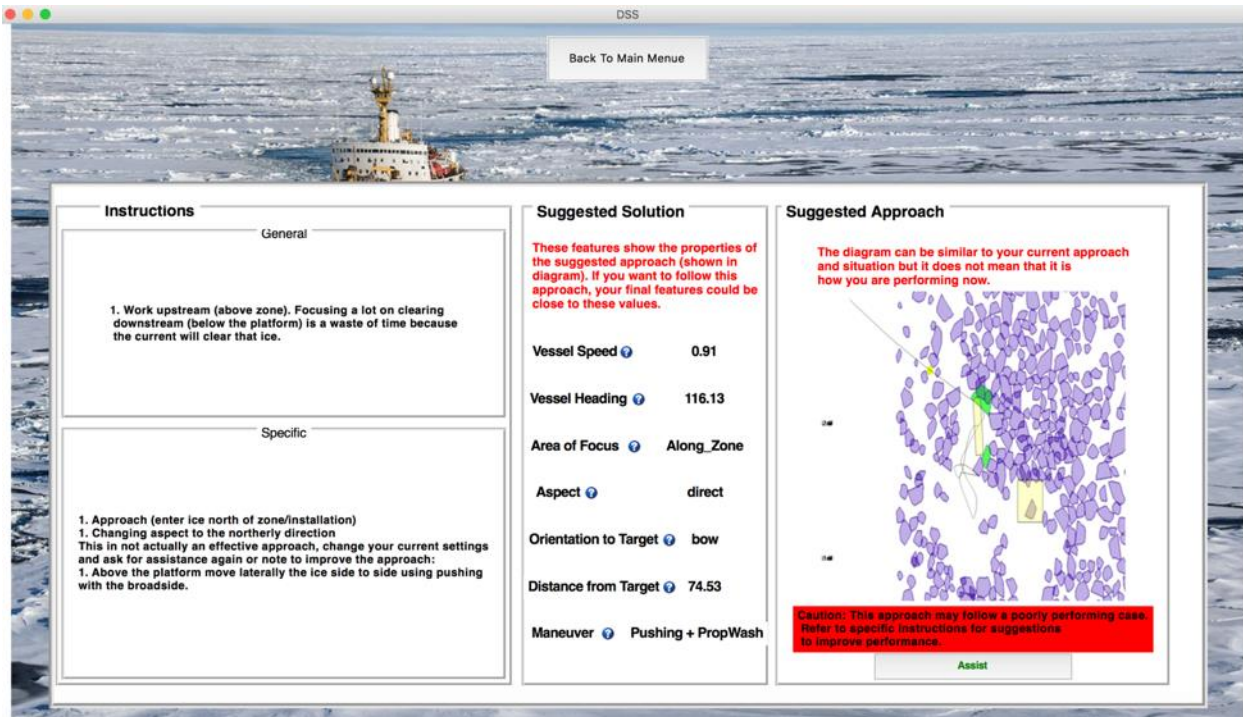 DSS
Back To Main Menue
Instructions
General
1. Work upstream (above zone). Focusing a lot on clearing
downstream (below the platform) is a waste of time because
the current will clear that ice.
Specific
1. Approach (enter ice north of zone/installation)
1. Changing aspect to the northerly direction
This in not actually an effective approach, change your current settings
and ask for assistance again or note to improve the approach:
1. Above the platform move laterally the ice side to side using pushing
with the broadside.
Suggested Solution
These features show the properties of
the suggested approach (shown in
diagram). If you want to follow this
approach, your final features could be
close to these values.
Vessel Speed ? 0.91
Vessel Heading ? 116.13
Area of Focus ? Along_Zone
Aspect ? direct
Orientation to Target ? bow
Distance from Target ? 74.53
Maneuver ? Pushing + PropWash
Suggested Approach
The diagram can be similar to your current approach
and situation but it does not mean that it is
how you are performing now.
Caution: This approach may follow a poorly performing case.
Refer to specific instructions for suggestions
to improve performance.
Assist